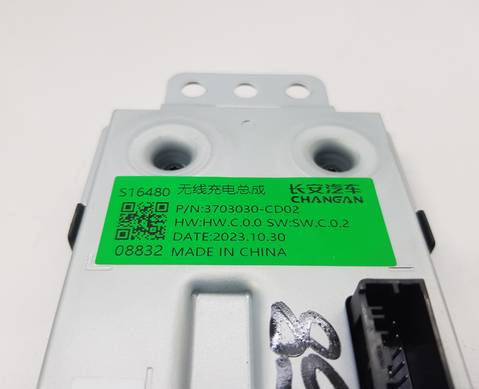 S16480 无线充电总成 长安汽车
CHANGAN
P/N:3703030-CD02
HW:HW.C.0.0 SW:SW.C.0.2
DATE:2023.10.30
08832 MADE IN CHINA